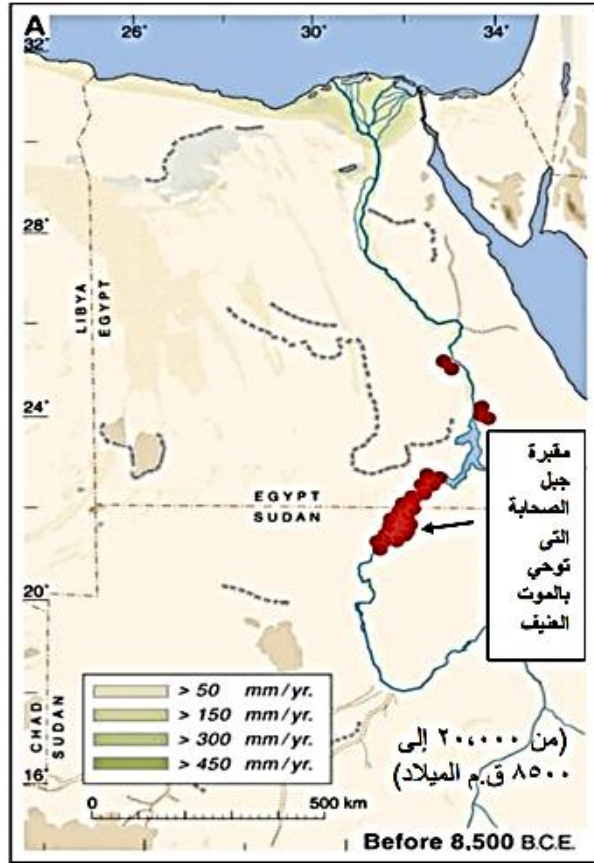 A
26°
30°
34°
32°
28°
24°
20°
16°
LIBYA
EGYPT
EGYPT
SUDAN
CHAD
SUDAN
مقبرة
جبل
الصحابة
التى
توحي
بالموت
العنيف
> 50 mm/yr.
> 150 mm/yr.
> 300 mm/yr.
> 450 mm/yr.
0 500 km
(من ٢٠،٠٠٠ إلى
٨٥٠٠ ق.م الميلاد)
Before 8,500 B.C.E.